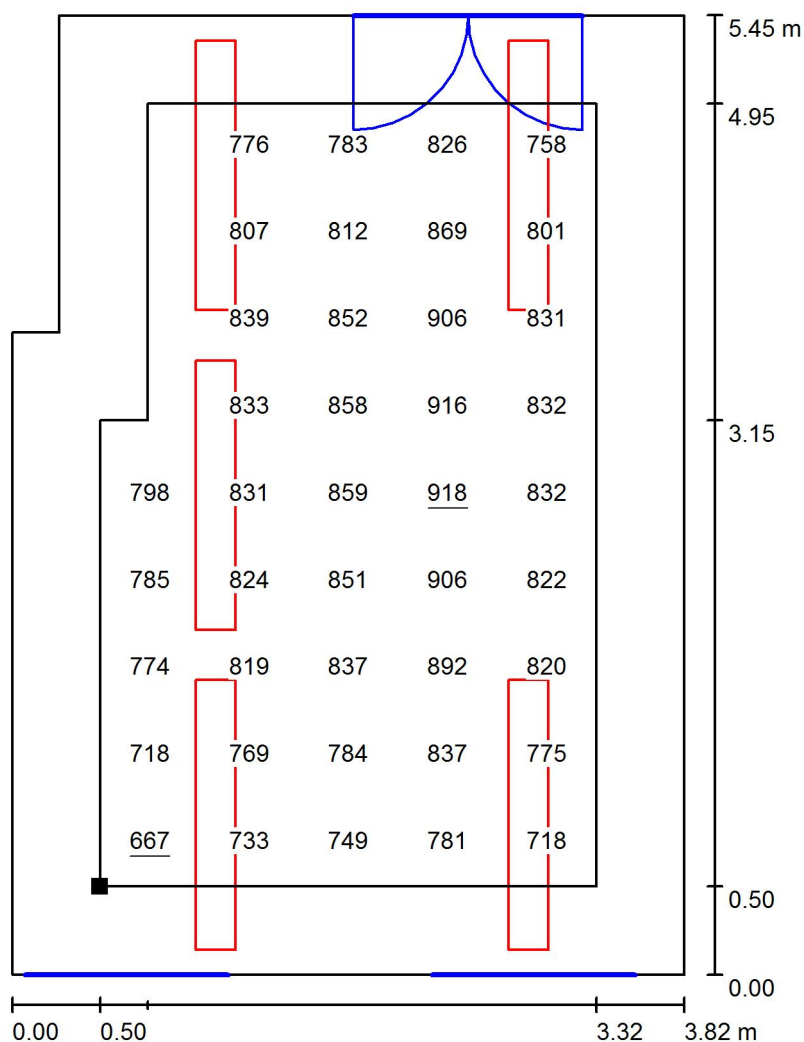 5.45 m
4.95
776 783 826 758
807 812 869 801
839 852 906 831
833 858 916 832
3.15
798 831 859 918 832
785 824 851 906 822
774 819 837 892 820
718 769 784 837 775
667 733 749 781 718
0.50
0.00
0.00 0.50 3.32 3.82 m